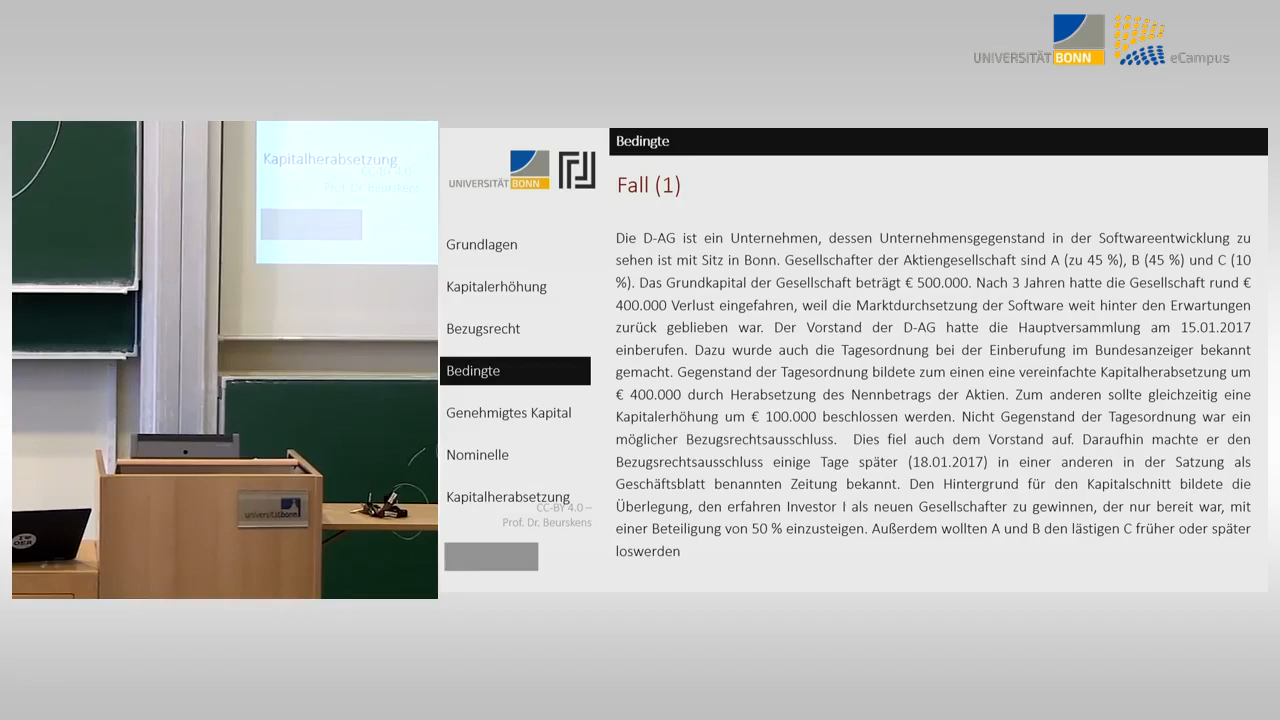 UNIVERSITÄT BONN
eCampus
Kapitalherabsetzung
CC-BY 4.0 –
Prof. Dr. Beurskens
universitätbonn
I
OER
UNIVERSITÄT BONN
Grundlagen
Kapitalerhöhung
Bezugsrecht
Bedingte
Genehmigtes Kapital
Nominelle
Kapitalherabsetzung
CC-BY 4.0 –
Prof. Dr. Beurskens
Bedingte
Fall (1)
Die D-AG ist ein Unternehmen, dessen Unternehmensgegenstand in der Softwareentwicklung zu
sehen ist mit Sitz in Bonn. Gesellschafter der Aktiengesellschaft sind A (zu 45 %), B (45 %) und C (10
%). Das Grundkapital der Gesellschaft beträgt € 500.000. Nach 3 Jahren hatte die Gesellschaft rund €
400.000 Verlust eingefahren, weil die Marktdurchsetzung der Software weit hinter den Erwartungen
zurück geblieben war. Der Vorstand der D-AG hatte die Hauptversammlung am 15.01.2017
einberufen. Dazu wurde auch die Tagesordnung bei der Einberufung im Bundesanzeiger bekannt
gemacht. Gegenstand der Tagesordnung bildete zum einen eine vereinfachte Kapitalherabsetzung um
€ 400.000 durch Herabsetzung des Nennbetrags der Aktien. Zum anderen sollte gleichzeitig eine
Kapitalerhöhung um € 100.000 beschlossen werden. Nicht Gegenstand der Tagesordnung war ein
möglicher Bezugsrechtsausschluss. Dies fiel auch dem Vorstand auf. Daraufhin machte er den
Bezugsrechtsausschluss einige Tage später (18.01.2017) in einer anderen in der Satzung als
Geschäftsblatt benannten Zeitung bekannt. Den Hintergrund für den Kapitalschnitt bildete die
Überlegung, den erfahren Investor I als neuen Gesellschafter zu gewinnen, der nur bereit war, mit
einer Beteiligung von 50 % einzusteigen. Außerdem wollten A und B den lästigen C früher oder später
loswerden